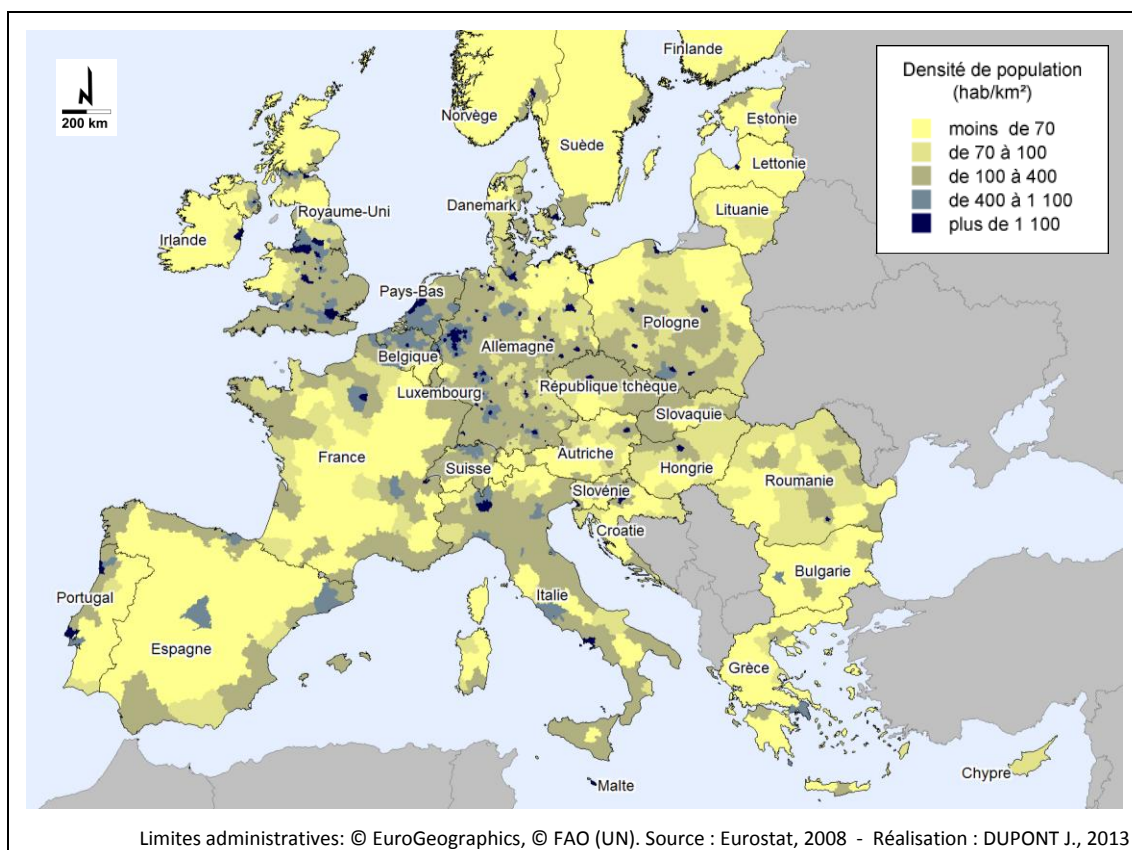 Finlande
Densité de population
(hab/km²)
moins de 70
de 70 à 100
de 100 à 400
de 400 à 1 100
plus de 1 100
N
200 km
Norvège
Suède
Estonie
Lettonie
Lituanie
Danemark
Royaume-Uni
Irlande
Pays-Bas
Pologne
Allemagne
Belgique
République tchèque
Luxembourg
Slovaquie
France
Autriche
Suisse
Hongrie
Roumanie
Slovénie
Croatie
Bulgarie
Italie
Portugal
Espagne
Grèce
Chypre
Malte
Limites administratives: © EuroGeographics, © FAO (UN). Source : Eurostat, 2008 - Réalisation : DUPONT J., 2013